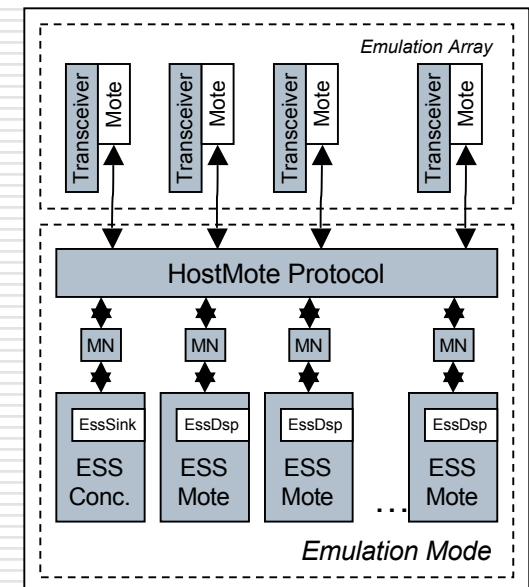 Emulation Array
Transceiver
Mote
Transceiver
Mote
Transceiver
Mote
Transceiver
Mote
HostMote Protocol
MN
MN
MN
MN
EssSink
ESS
Conc.
EssDsp
ESS
Mote
EssDsp
ESS
Mote
...
EssDsp
ESS
Mote
Emulation Mode